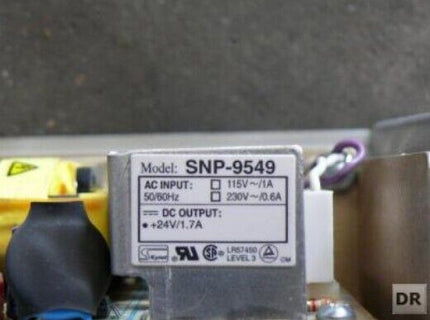 Model: SNP-9549
AC INPUT: □ 115V～/1A
50/60Hz □ 230V～/0.6A
DC OUTPUT:
• +24V/1.7A
LR57450
LEVEL 3
DR